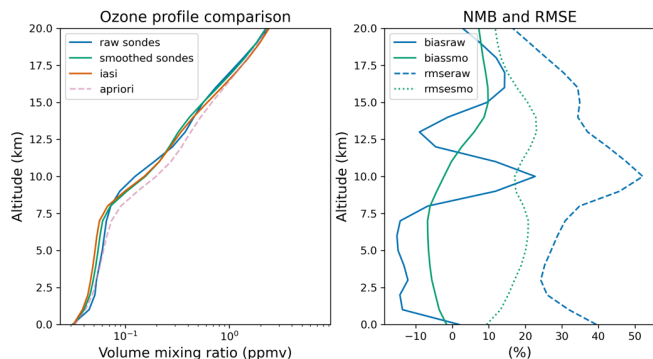 Ozone profile comparison
raw sondes
smoothed sondes
iasi
apriori
20.0
17.5
15.0
12.5
10.0
7.5
5.0
2.5
0.0
Altitude (km)
10⁻¹
10⁰
Volume mixing ratio (ppmv)
NMB and RMSE
biasraw
biassmo
rmseraw
rmsesmo
20.0
17.5
15.0
12.5
10.0
7.5
5.0
2.5
0.0
Altitude (km)
−10
0
10
20
30
40
50
(%)